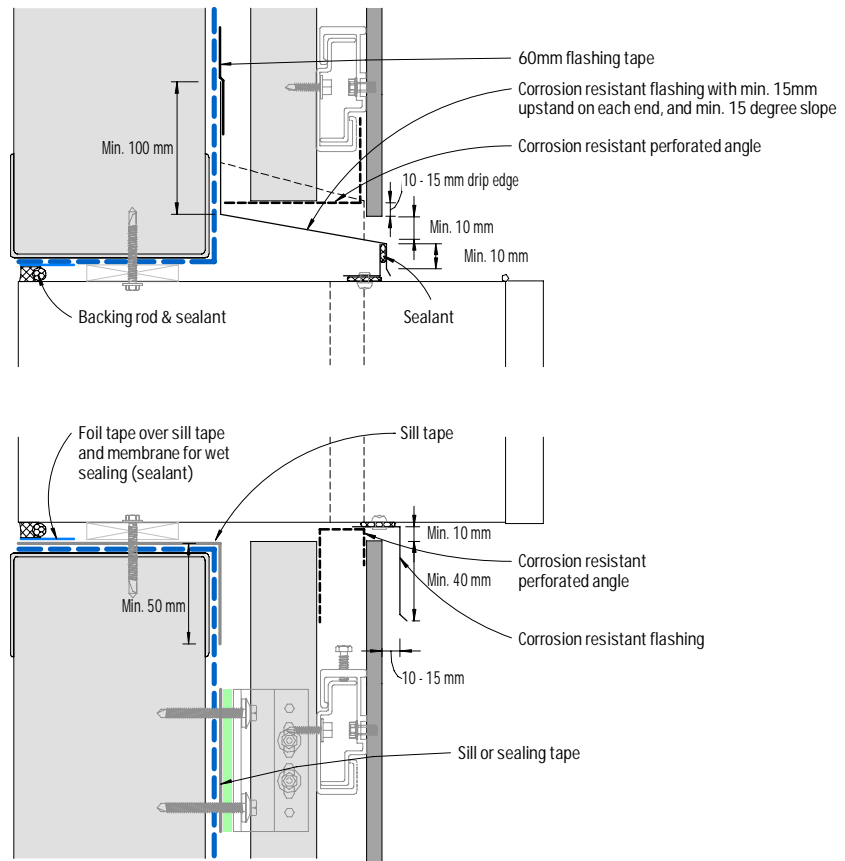 60mm flashing tape
Corrosion resistant flashing with min. 15mm
upstand on each end, and min. 15 degree slope
Min. 100 mm
Corrosion resistant perforated angle
10 - 15 mm drip edge
Min. 10 mm
Min. 10 mm
Backing rod & sealant
Sealant
Foil tape over sill tape
and membrane for wet
sealing (sealant)
Sill tape
Min. 10 mm
Corrosion resistant
perforated angle
Min. 40 mm
Min. 50 mm
Corrosion resistant flashing
10 - 15 mm
Sill or sealing tape